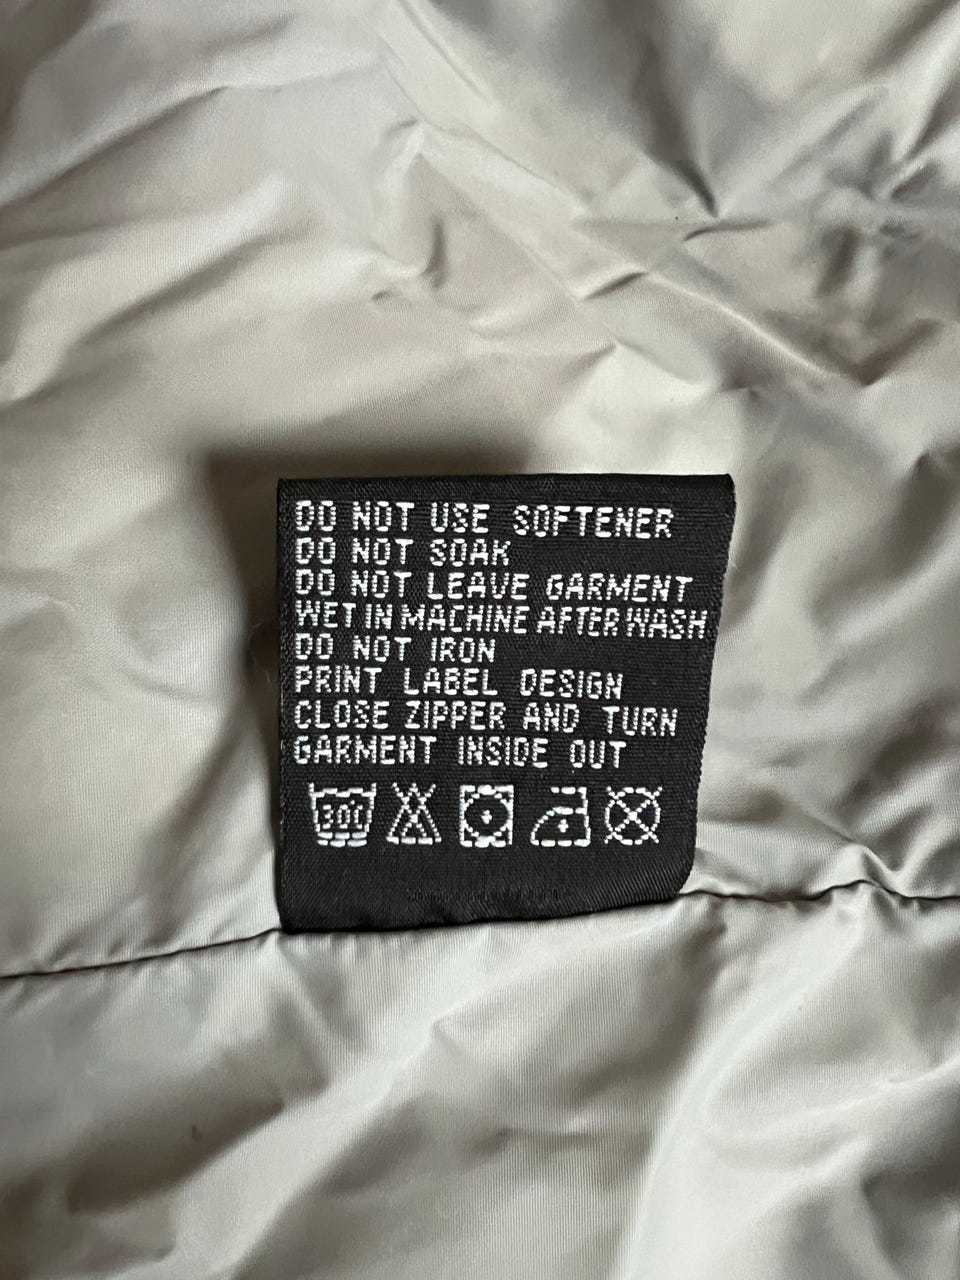 DO NOT USE SOFTENER
DO NOT SOAK
DO NOT LEAVE GARMENT
WET IN MACHINE AFTER WASH
DO NOT IRON
PRINT LABEL DESIGN
CLOSE ZIPPER AND TURN
GARMENT INSIDE OUT
30C